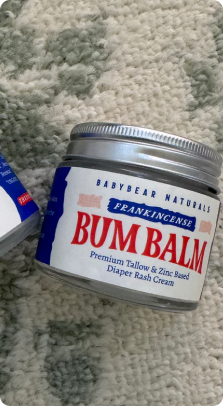 BABYBEAR NATURALS
FRANKINCENSE
BUM BALM
Premium Tallow & Zinc Based
Diaper Rash Cream